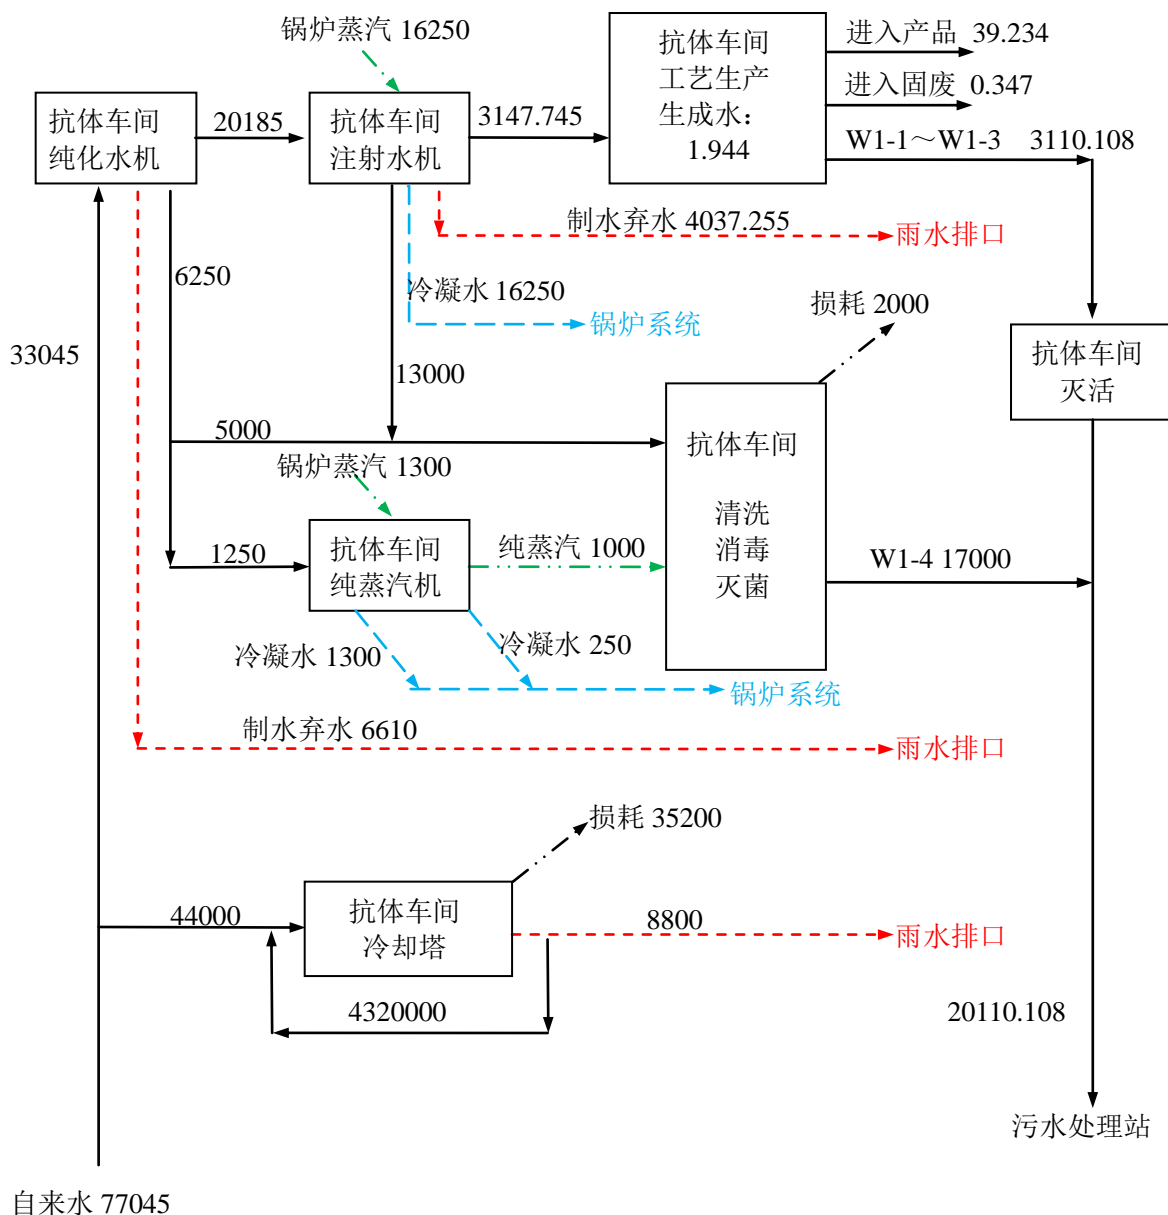 锅炉蒸汽 16250
抗体车间
工艺生产
生成水：
1.944
进入产品 39.234
进入固废 0.347
W1-1～W1-3 3110.108
抗体车间
纯化水机
20185
抗体车间
注射水机
3147.745
制水弃水 4037.255
雨水排口
6250
冷凝水 16250
锅炉系统
损耗 2000
33045
13000
抗体车间
灭活
5000
锅炉蒸汽 1300
抗体车间
清洗
消毒
灭菌
1250
抗体车间
纯蒸汽机
纯蒸汽 1000
W1-4 17000
冷凝水 1300
冷凝水 250
锅炉系统
制水弃水 6610
雨水排口
损耗 35200
44000
抗体车间
冷却塔
8800
雨水排口
4320000
20110.108
污水处理站
自来水 77045